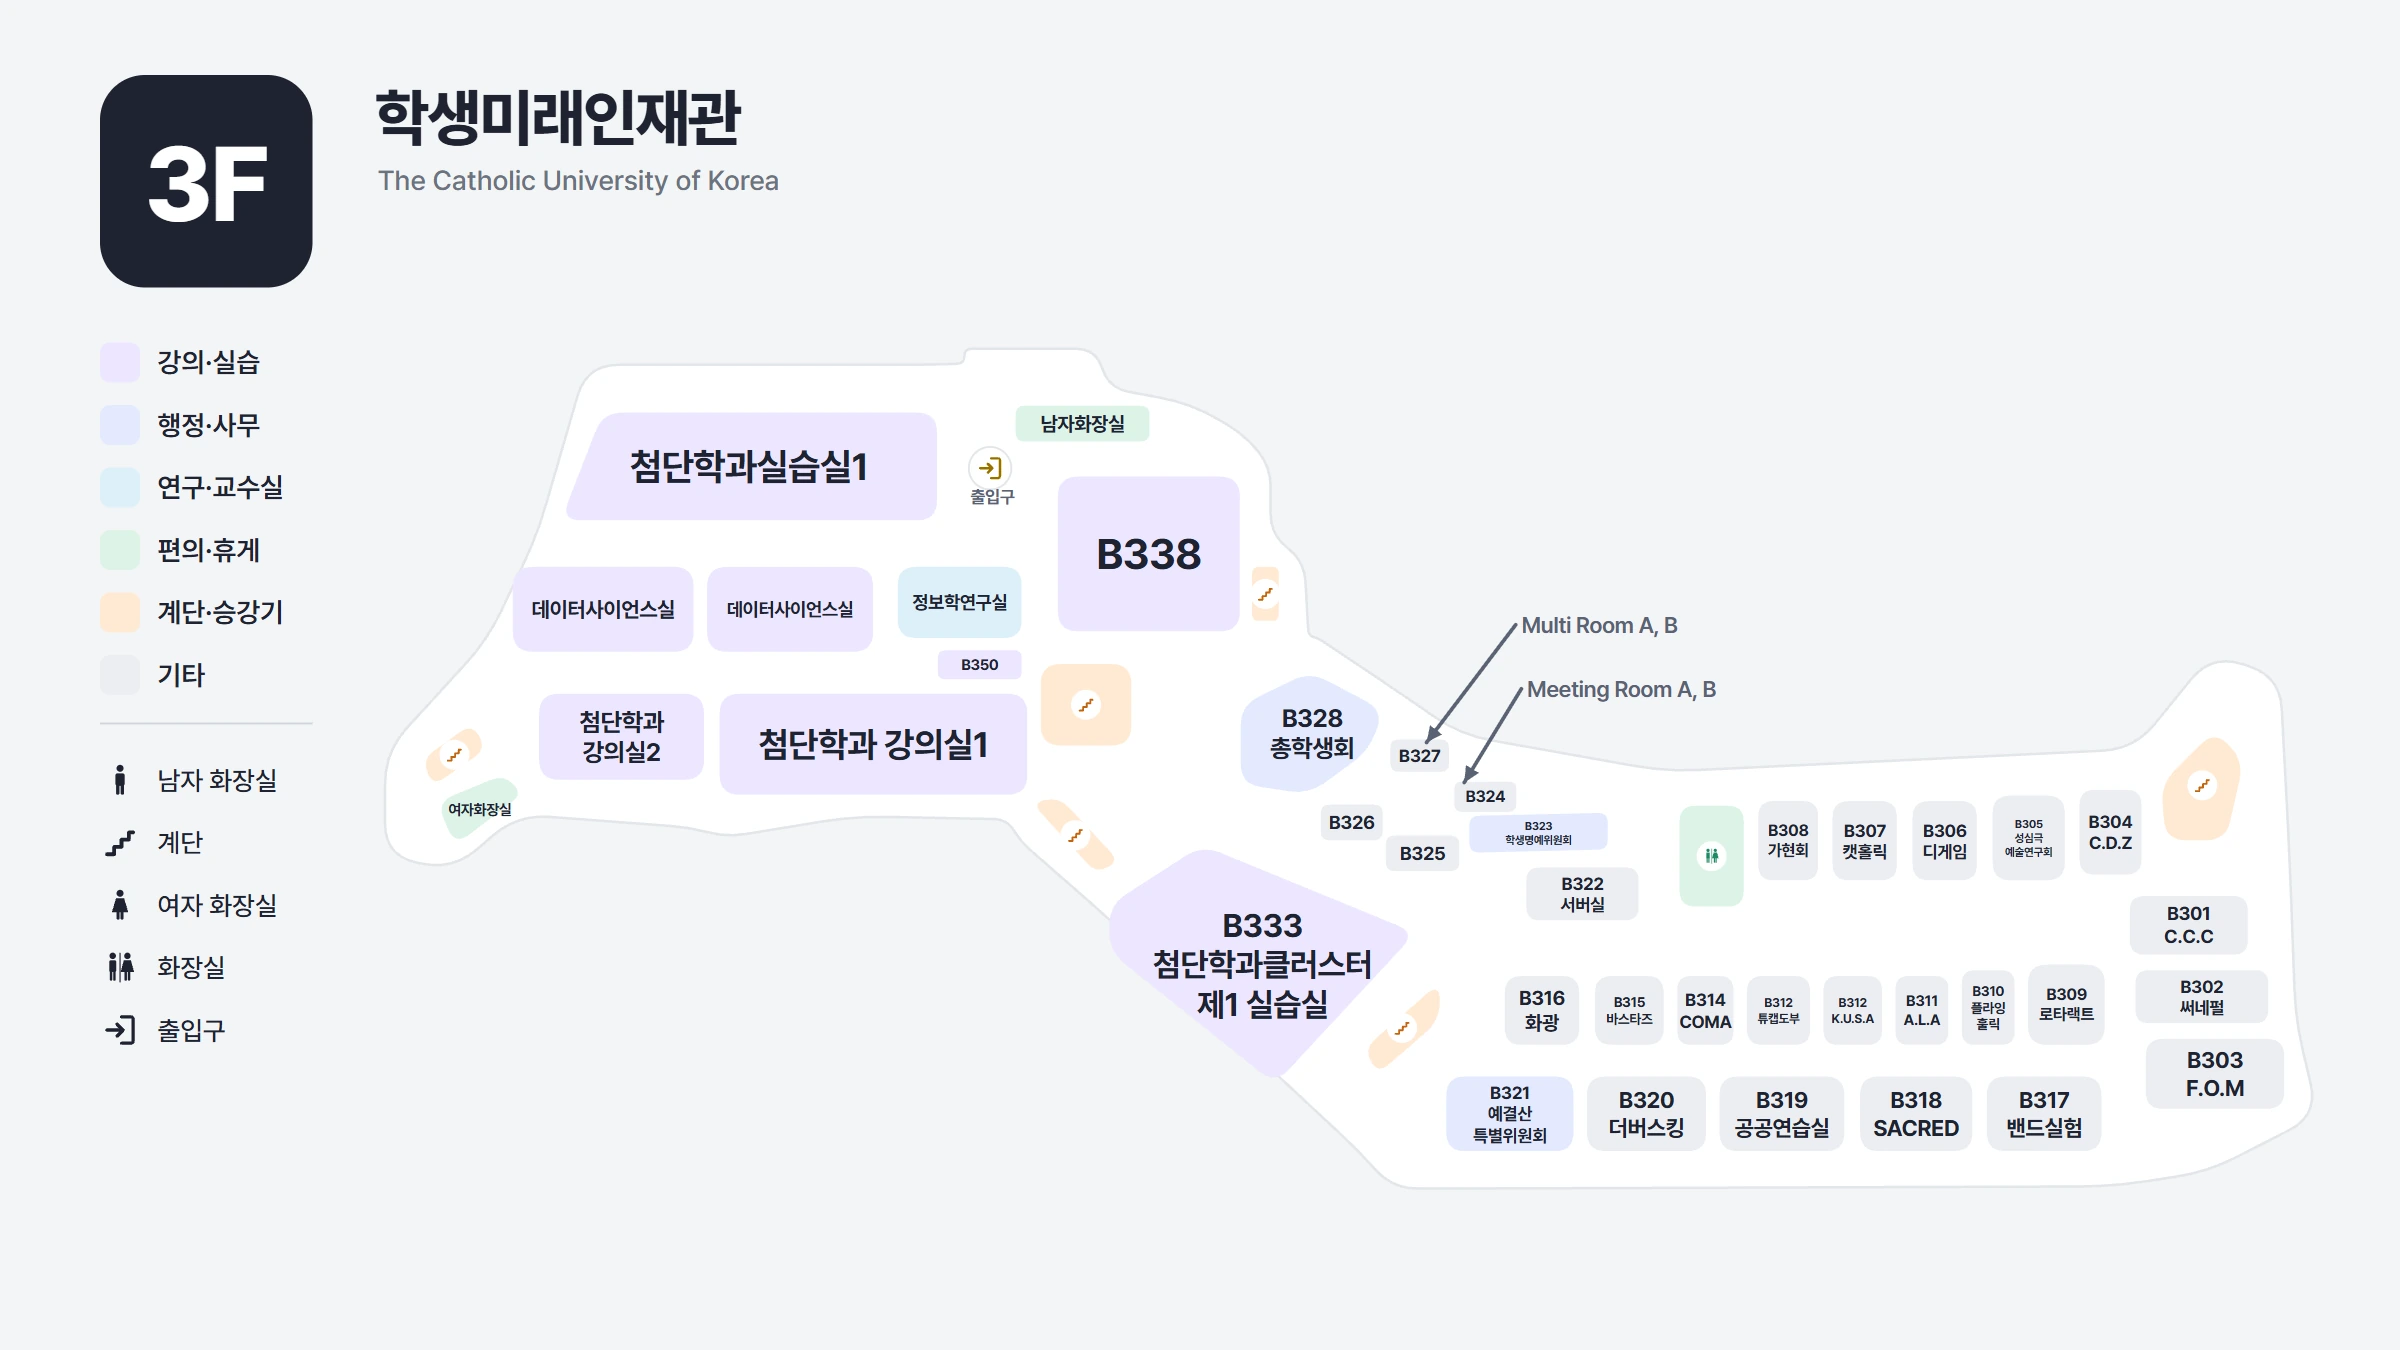 3F
학생미래인재관
The Catholic University of Korea
강의·실습
행정·사무
연구·교수실
편의·휴게
계단·승강기
기타
남자 화장실
계단
여자 화장실
화장실
출입구
첨단학과실습실1
남자화장실
출입구
B338
데이터사이언스실
데이터사이언스실
정보학연구실
B350
첨단학과
강의실2
첨단학과 강의실1
여자화장실
Multi Room A, B
Meeting Room A, B
B328
총학생회
B327
B324
B326
B325
B323
학생명예위원회
B322
서버실
B333
첨단학과클러스터
제1 실습실
B308
가현회
B307
캣홀릭
B306
디게임
B305
성심극
예술연구회
B304
C.D.Z
B301
C.C.C
B302
써네펄
B303
F.O.M
B316
화광
B315
바스타즈
B314
COMA
B312
튜캡도부
B312
K.U.S.A
B311
A.L.A
B310
플라잉
홀릭
B309
로타랙트
B321
예결산
특별위원회
B320
더버스킹
B319
공공연습실
B318
SACRED
B317
밴드실험